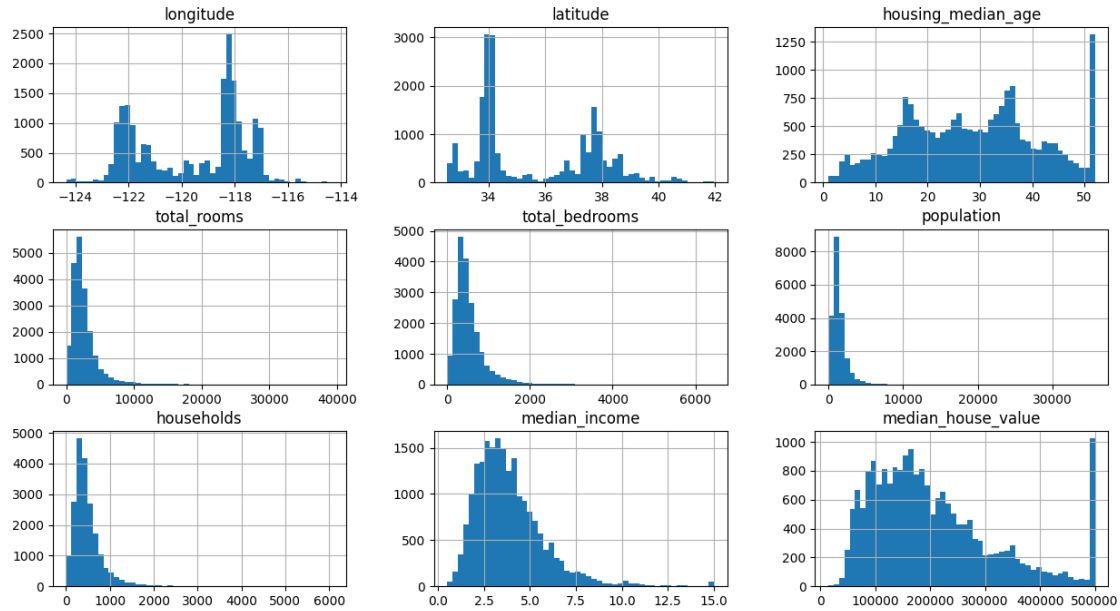 longitude
2500
2000
1500
1000
500
0
−124 −122 −120 −118 −116 −114
latitude
3000
2000
1000
0
34 36 38 40 42
housing_median_age
1250
1000
750
500
250
0
0 10 20 30 40 50
total_rooms
5000
4000
3000
2000
1000
0
0 10000 20000 30000 40000
total_bedrooms
5000
4000
3000
2000
1000
0
0 2000 4000 6000
population
8000
6000
4000
2000
0
0 10000 20000 30000
households
5000
4000
3000
2000
1000
0
0 2000 4000 6000
median_income
1500
1000
500
0
0.0 2.5 5.0 7.5 10.0 12.5 15.0
median_house_value
1000
800
600
400
200
0
0 100000 200000 300000 400000 500000